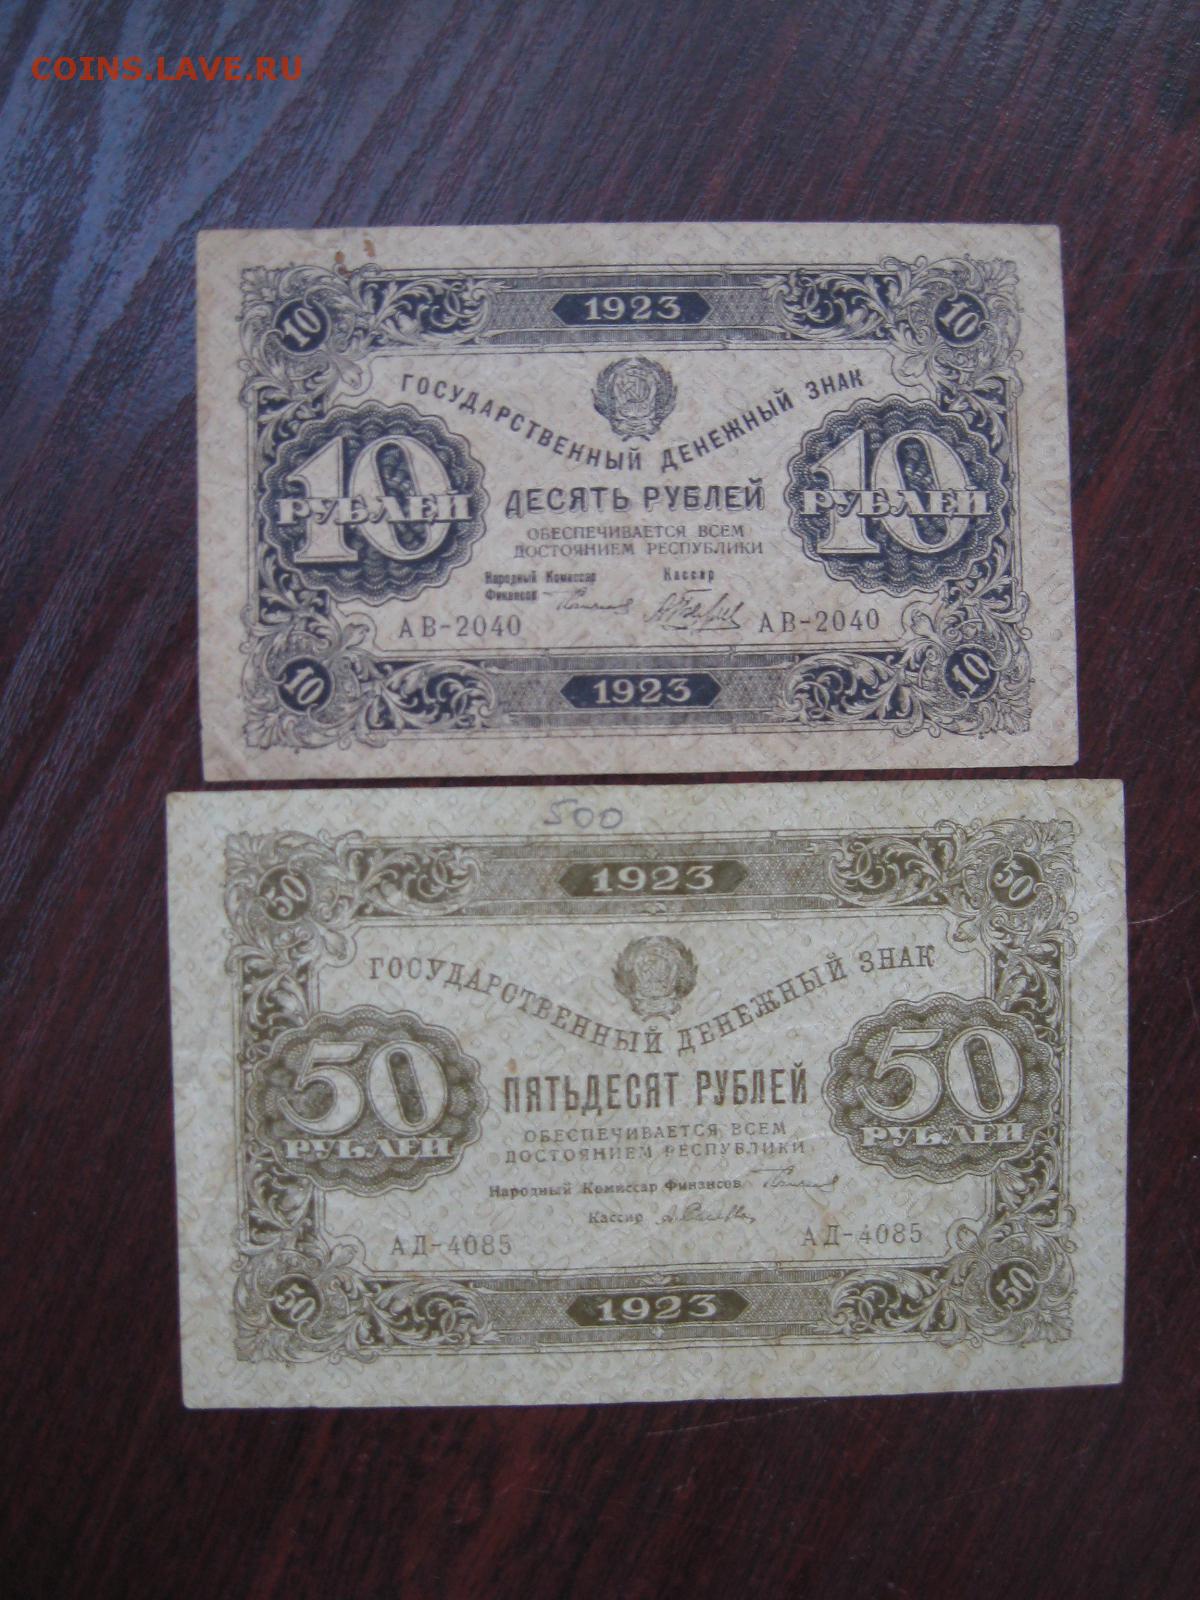 COINS.LAVE.RU
1923
10 10
ГОСУДАРСТВЕННЫЙ ДЕНЕЖНЫЙ ЗНАК
10 РУБЛЕЙ 10 РУБЛЕЙ
ДЕСЯТЬ РУБЛЕЙ
ОБЕСПЕЧИВАЕТСЯ ВСЕМ
ДОСТОЯНИЕМ РЕСПУБЛИКИ
Народный Комиссар Кассир
Финансов
АВ-2040 АВ-2040
10 1923 10
500
1923
50 50
ГОСУДАРСТВЕННЫЙ ДЕНЕЖНЫЙ ЗНАК
50 РУБЛЕЙ 50 РУБЛЕЙ
ПЯТЬДЕСЯТ РУБЛЕЙ
ОБЕСПЕЧИВАЕТСЯ ВСЕМ
ДОСТОЯНИЕМ РЕСПУБЛИКИ
Народный Комиссар Финансов
Кассир
АД-4085 АД-4085
50 1923 50